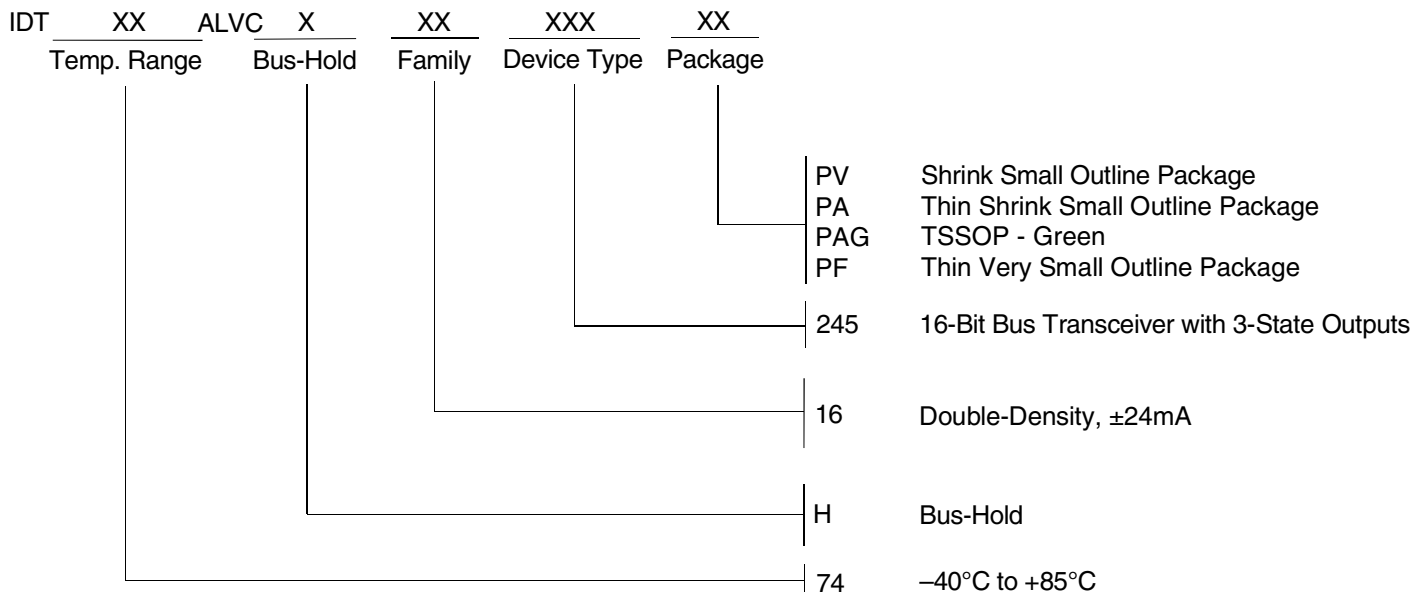 IDT XX ALVC X XX XXX XX
Temp. Range Bus-Hold Family Device Type Package
PV Shrink Small Outline Package
PA Thin Shrink Small Outline Package
PAG TSSOP - Green
PF Thin Very Small Outline Package
245 16-Bit Bus Transceiver with 3-State Outputs
16 Double-Density, ±24mA
H Bus-Hold
74 –40°C to +85°C